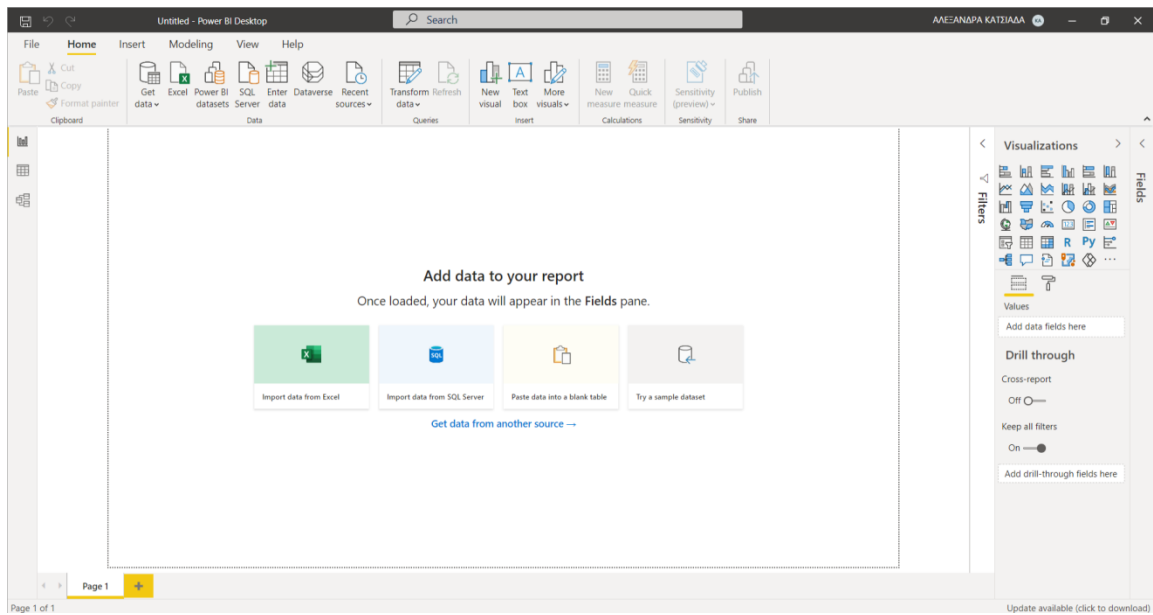 Untitled - Power BI Desktop
Search
ΑΛΕΞΑΝΔΡΑ ΚΑΤΣΙΑΔΑ
KA
File Home Insert Modeling View Help
Paste
Cut
Copy
Format painter
Clipboard
Get data
Excel
Power BI datasets
SQL Server
Enter data
Dataverse
Recent sources
Data
Transform data
Refresh
Queries
New visual
Text box
More visuals
Insert
New measure
Quick measure
Calculations
Sensitivity (preview)
Sensitivity
Publish
Share
Add data to your report
Once loaded, your data will appear in the Fields pane.
Import data from Excel
SQL
Import data from SQL Server
Paste data into a blank table
Try a sample dataset
Get data from another source →
Filters
Visualizations
R Py
Values
Add data fields here
Drill through
Cross-report
Off
Keep all filters
On
Add drill-through fields here
Fields
Page 1
Page 1 of 1
Update available (click to download)